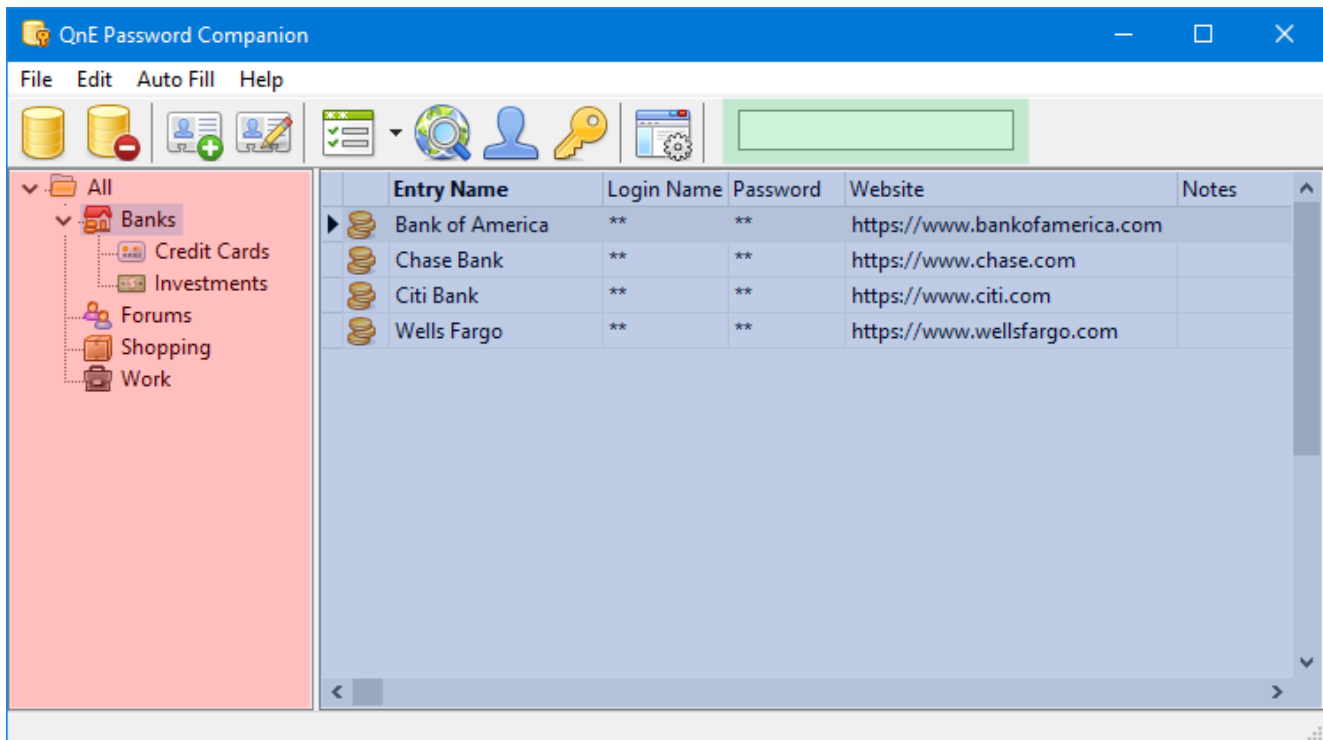 QnE Password Companion
File Edit Auto Fill Help
All
Banks
Credit Cards
Investments
Forums
Shopping
Work
Entry Name Login Name Password Website Notes
Bank of America ** ** https://www.bankofamerica.com
Chase Bank ** ** https://www.chase.com
Citi Bank ** ** https://www.citi.com
Wells Fargo ** ** https://www.wellsfargo.com